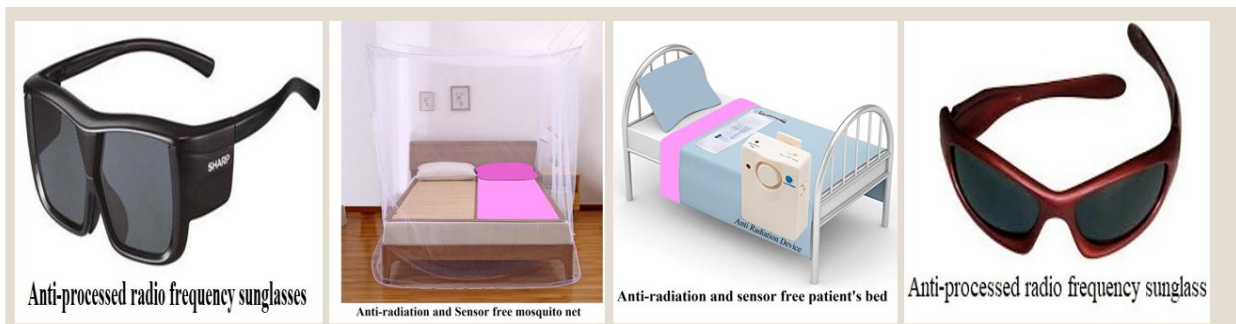 SHARP
Anti-processed radio frequency sunglasses
Anti-radiation and Sensor free mosquito net
Anti Radiation Device
Anti-radiation and sensor free patient's bed
Anti-processed radio frequency sunglass